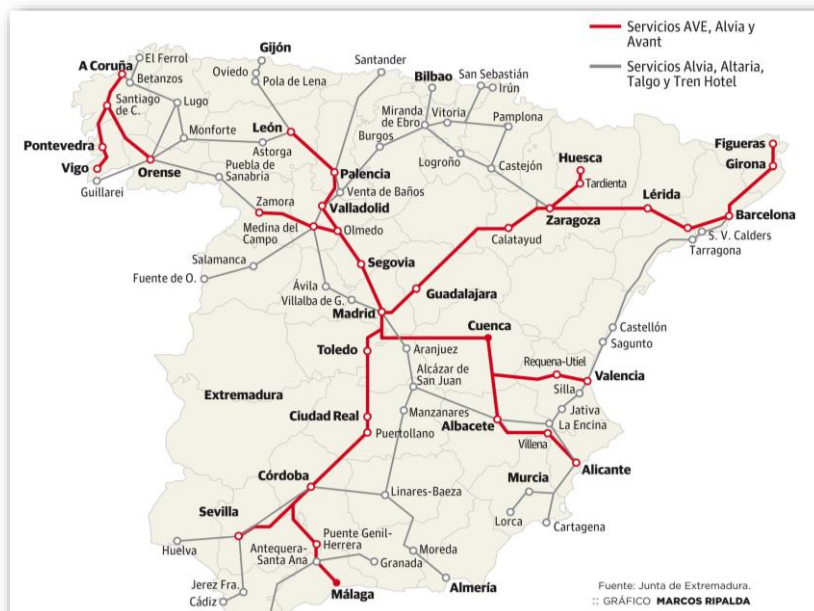 Servicios AVE, Alvia y
Avant
Servicios Alvia, Altaria,
Talgo y Tren Hotel
Gijón
El Ferrol
Santander
A Coruña
Betanzos
Oviedo
Pola de Lena
Bilbao
San Sebastián
Irún
Santiago
de C.
Lugo
León
Miranda
de Ebro
Vitoria
Pamplona
Monforte
Burgos
Figueras
Pontevedra
Astorga
Logroño
Huesca
Girona
Vigo
Orense
Puebla de
Sanabria
Palencia
Castejón
Tardienta
Guillarei
Venta de Baños
Lérida
Zamora
Valladolid
Zaragoza
Barcelona
Medina del
Campo
Olmedo
Calatayud
S. V. Calders
Tarragona
Salamanca
Segovia
Fuente de O.
Ávila
Villalba de G.
Guadalajara
Madrid
Cuenca
Castellón
Sagunto
Toledo
Aranjuez
Requena-Utiel
Alcázar de
San Juan
Valencia
Extremadura
Silla
Ciudad Real
Manzanares
Albacete
Jativa
La Encina
Puertollano
Villena
Córdoba
Alicante
Linares-Baeza
Murcia
Sevilla
Lorca
Cartagena
Huelva
Puente Genil-
Herrera
Antequera-
Santa Ana
Moreda
Granada
Jerez Fra.
Almería
Cádiz
Málaga
Fuente: Junta de Extremadura.
:: GRÁFICO MARCOS RIPALDA